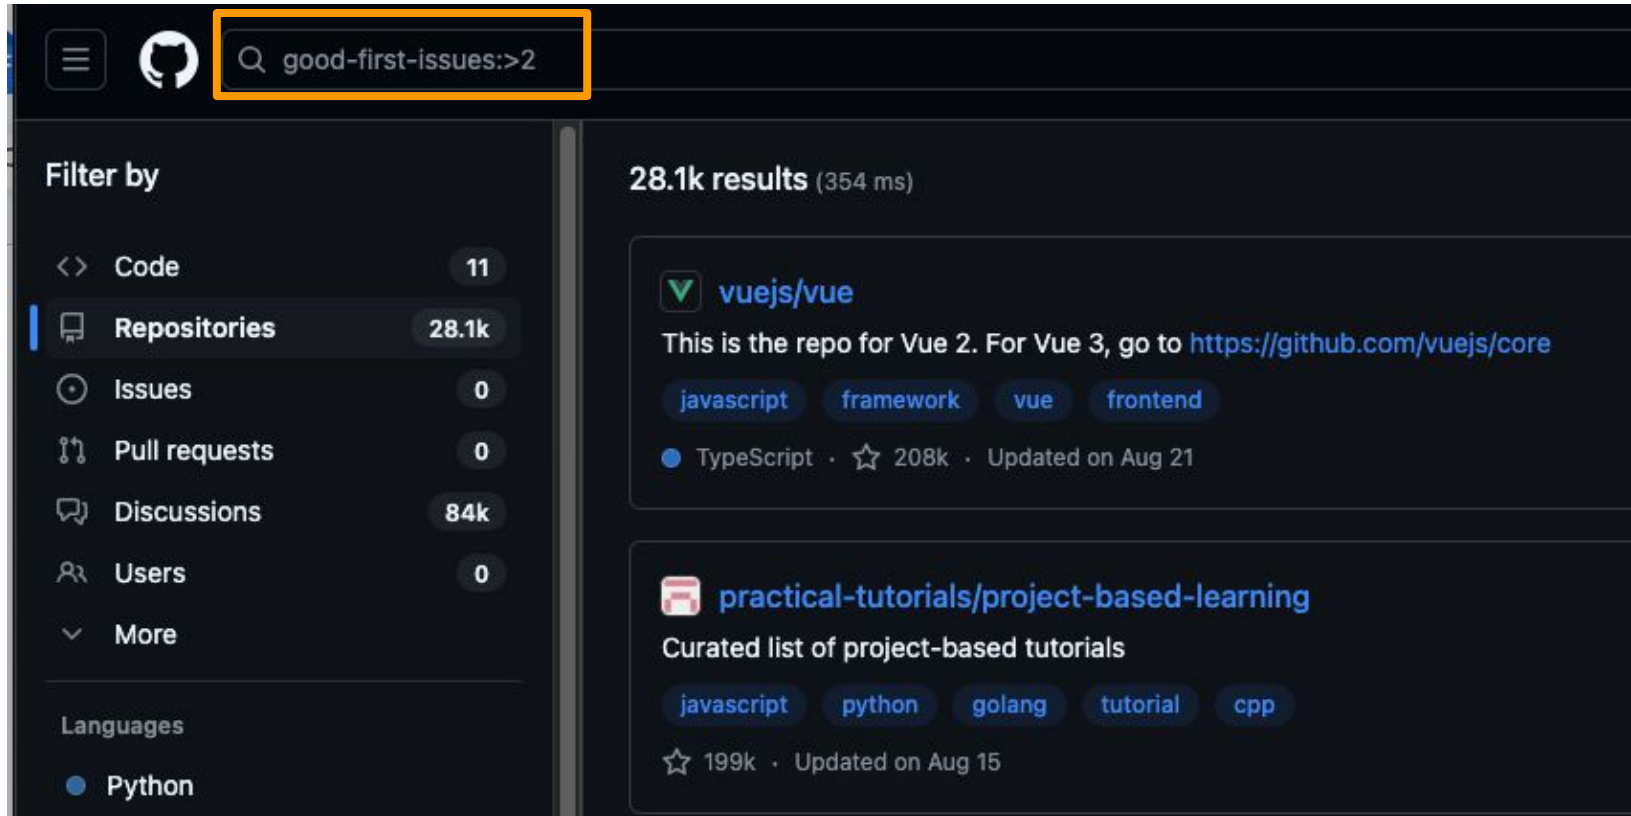 good-first-issues:>2
Filter by
Code 11
Repositories 28.1k
Issues 0
Pull requests 0
Discussions 84k
Users 0
More
Languages
Python
28.1k results (354 ms)
vuejs/vue
This is the repo for Vue 2. For Vue 3, go to https://github.com/vuejs/core
javascript framework vue frontend
TypeScript · 208k · Updated on Aug 21
practical-tutorials/project-based-learning
Curated list of project-based tutorials
javascript python golang tutorial cpp
199k · Updated on Aug 15